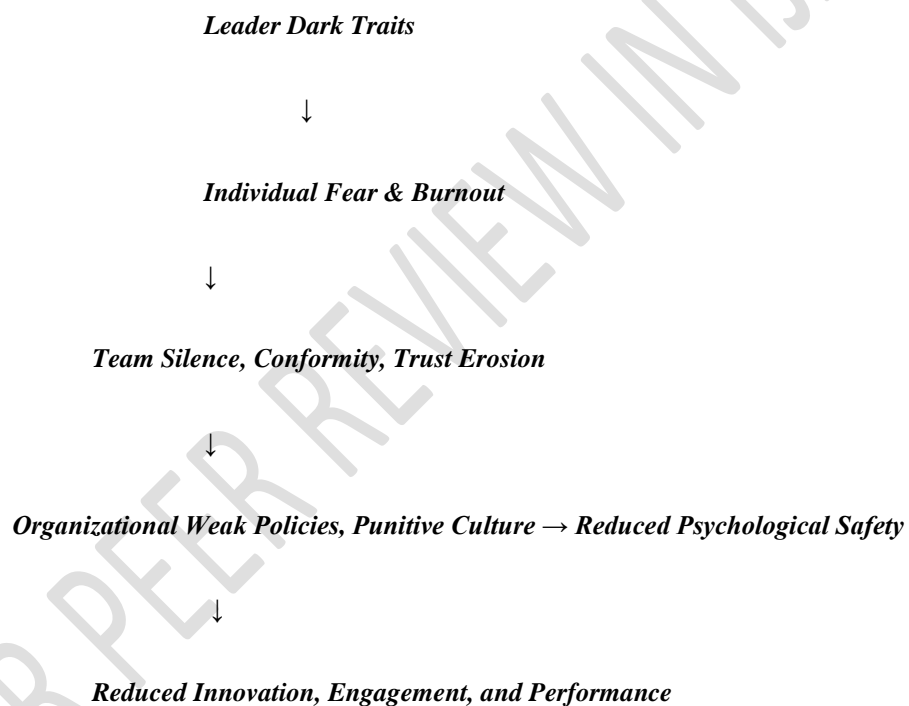 Leader Dark Traits
↓
Individual Fear & Burnout
↓
Team Silence, Conformity, Trust Erosion
↓
Organizational Weak Policies, Punitive Culture → Reduced Psychological Safety
↓
Reduced Innovation, Engagement, and Performance
R PEER REVIEW IN